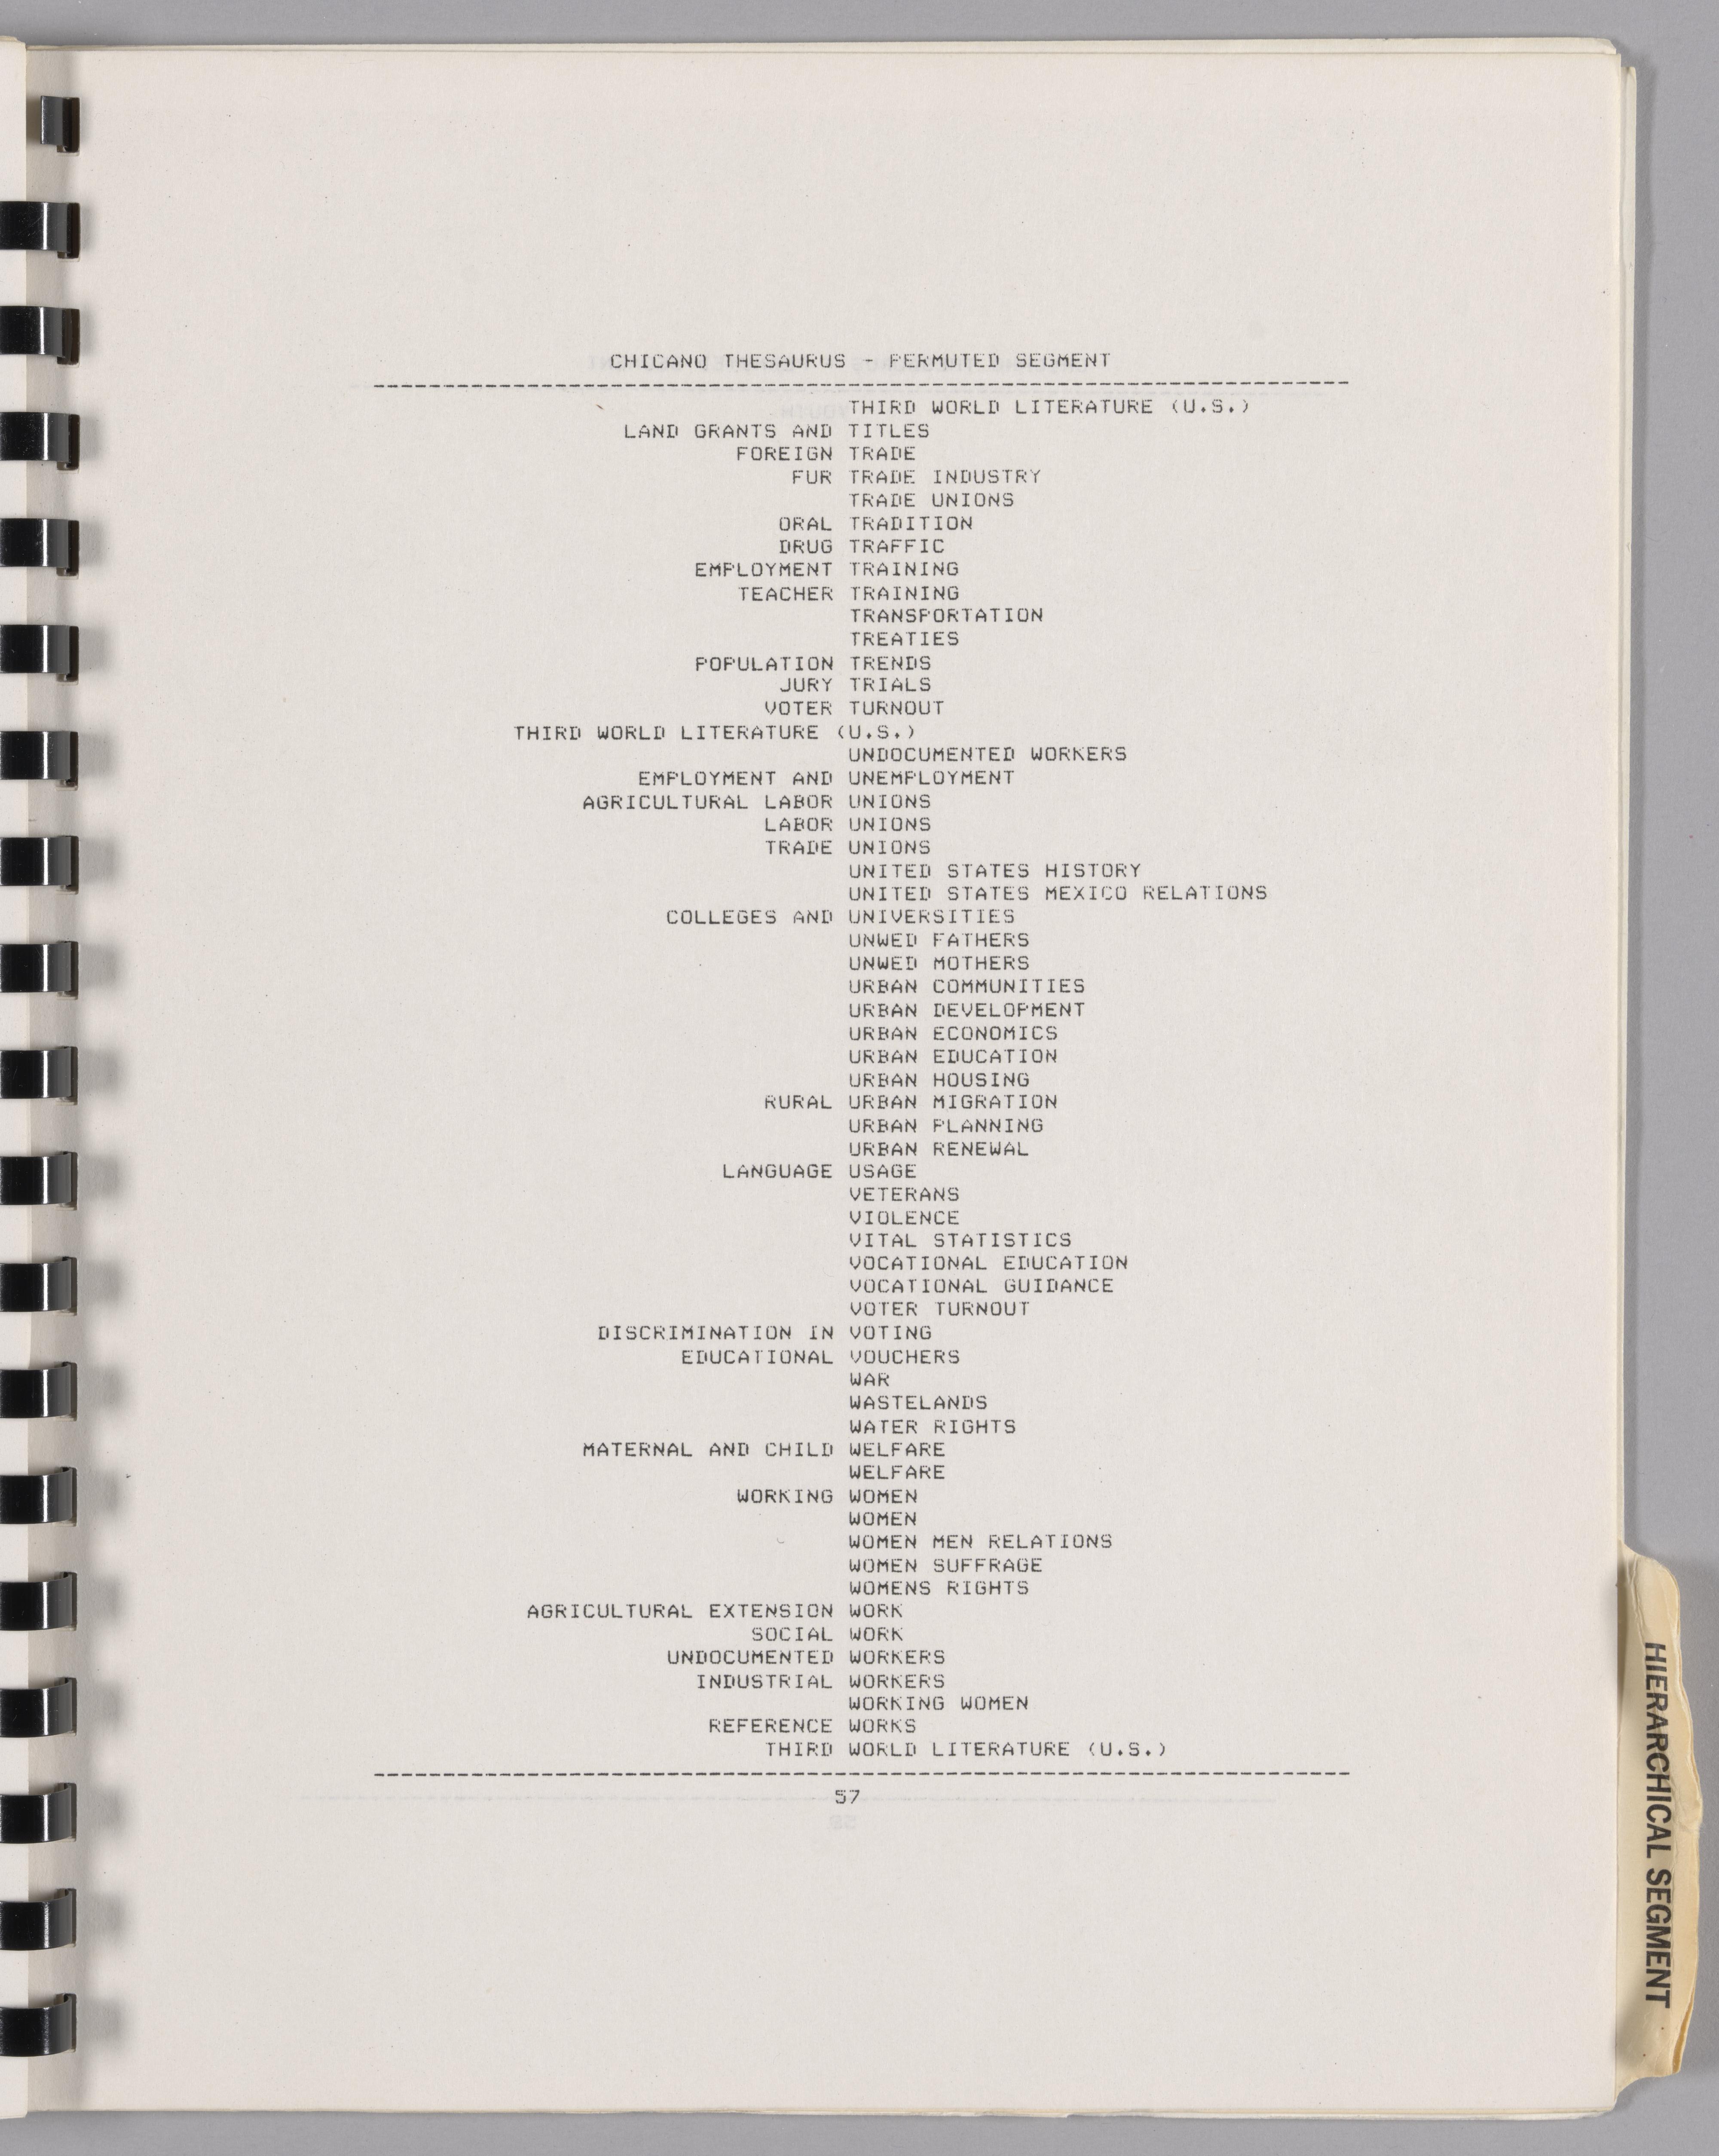 CHICANO THESAURUS - PERMUTED SEGMENT
THIRD WORLD LITERATURE (U.S.)
LAND GRANTS AND TITLES
FOREIGN TRADE
FUR TRADE INDUSTRY
TRADE UNIONS
ORAL TRADITION
DRUG TRAFFIC
EMPLOYMENT TRAINING
TEACHER TRAINING
TRANSPORTATION
TREATIES
POPULATION TRENDS
JURY TRIALS
VOTER TURNOUT
THIRD WORLD LITERATURE (U.S.)
UNDOCUMENTED WORKERS
EMPLOYMENT AND UNEMPLOYMENT
AGRICULTURAL LABOR UNIONS
LABOR UNIONS
TRADE UNIONS
UNITED STATES HISTORY
UNITED STATES MEXICO RELATIONS
COLLEGES AND UNIVERSITIES
UNWED FATHERS
UNWED MOTHERS
URBAN COMMUNITIES
URBAN DEVELOPMENT
URBAN ECONOMICS
URBAN EDUCATION
URBAN HOUSING
RURAL URBAN MIGRATION
URBAN PLANNING
URBAN RENEWAL
LANGUAGE USAGE
VETERANS
VIOLENCE
VITAL STATISTICS
VOCATIONAL EDUCATION
VOCATIONAL GUIDANCE
VOTER TURNOUT
DISCRIMINATION IN VOTING
EDUCATIONAL VOUCHERS
WAR
WASTELANDS
WATER RIGHTS
MATERNAL AND CHILD WELFARE
WELFARE
WORKING WOMEN
WOMEN
WOMEN MEN RELATIONS
WOMEN SUFFRAGE
WOMENS RIGHTS
AGRICULTURAL EXTENSION WORK
SOCIAL WORK
UNDOCUMENTED WORKERS
INDUSTRIAL WORKERS
WORKING WOMEN
REFERENCE WORKS
THIRD WORLD LITERATURE (U.S.)
57
HIERARCHICAL SEGMENT